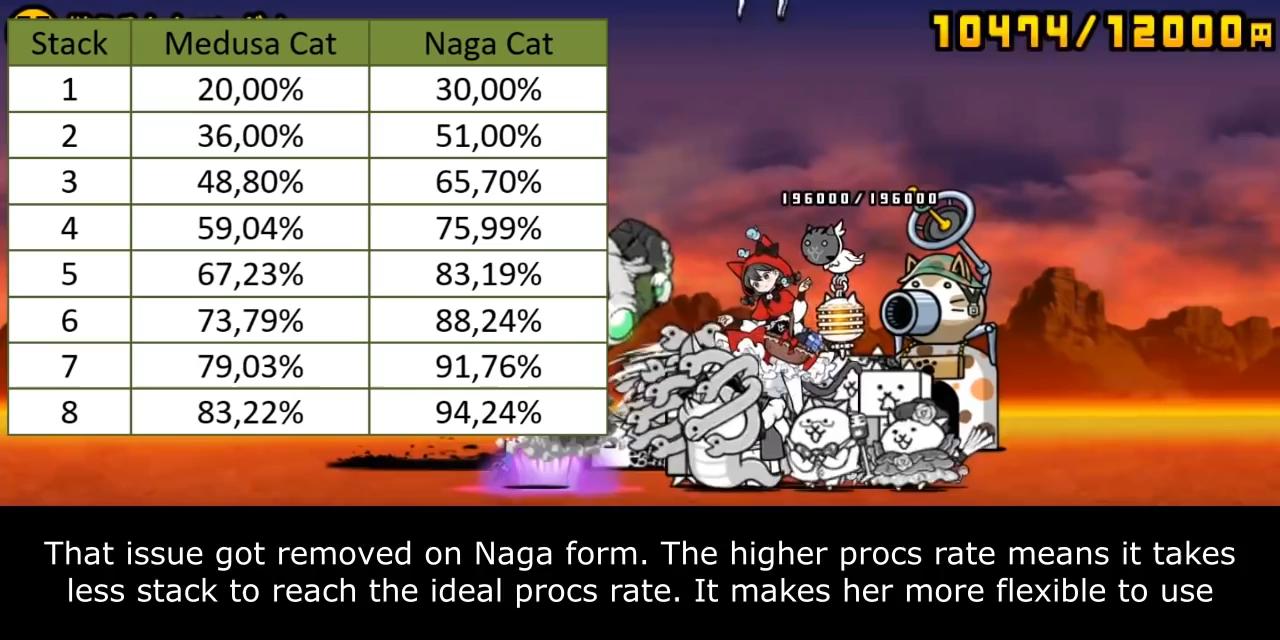 10474/12000円
Stack Medusa Cat Naga Cat
1 20,00% 30,00%
2 36,00% 51,00%
3 48,80% 65,70%
4 59,04% 75,99%
5 67,23% 83,19%
6 73,79% 88,24%
7 79,03% 91,76%
8 83,22% 94,24%
196000/196000
That issue got removed on Naga form. The higher procs rate means it takes
less stack to reach the ideal procs rate. It makes her more flexible to use